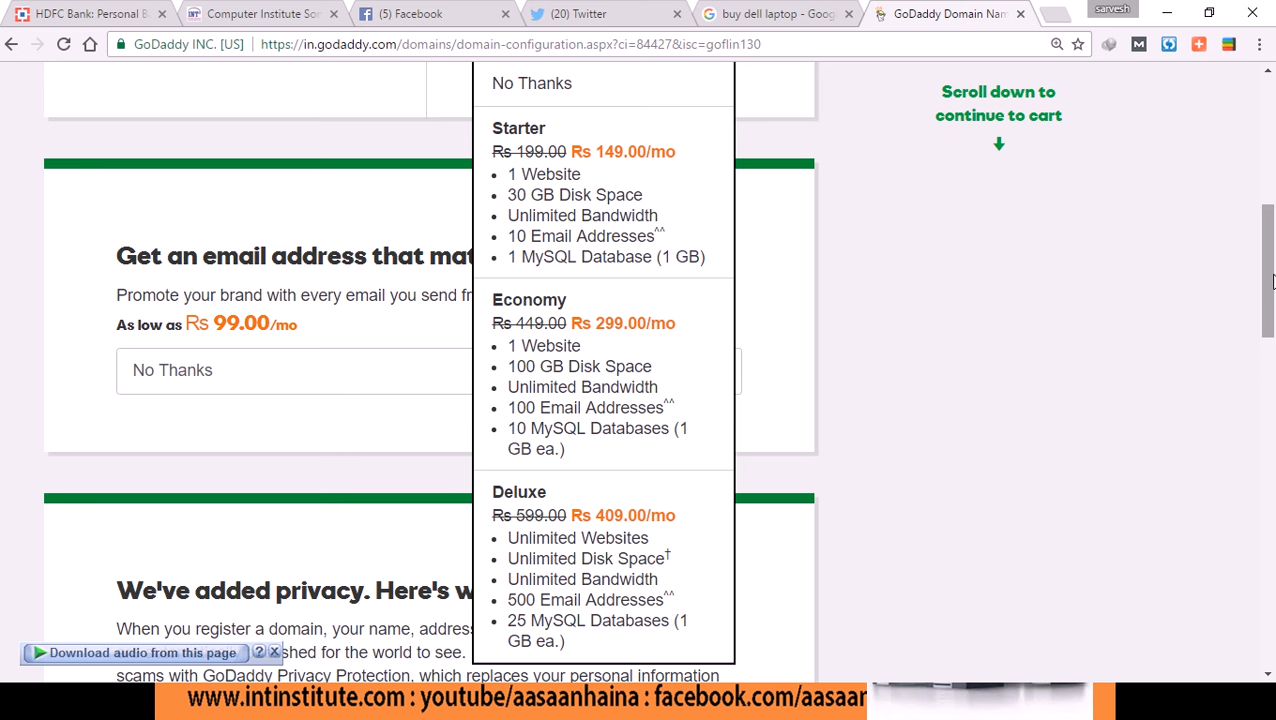 HDFC Bank: Personal B
Computer Institute Son
(5) Facebook
(20) Twitter
buy dell laptop - Goog
GoDaddy Domain Nam
sarvesh
GoDaddy INC. [US]
https://in.godaddy.com/domains/domain-configuration.aspx?ci=84427&isc=goflin130
No Thanks
Starter
Rs 199.00 Rs 149.00/mo
• 1 Website
• 30 GB Disk Space
• Unlimited Bandwidth
• 10 Email Addresses^^
• 1 MySQL Database (1 GB)
Economy
Rs 449.00 Rs 299.00/mo
• 1 Website
• 100 GB Disk Space
• Unlimited Bandwidth
• 100 Email Addresses^^
• 10 MySQL Databases (1
GB ea.)
Deluxe
Rs 599.00 Rs 409.00/mo
• Unlimited Websites
• Unlimited Disk Space†
• Unlimited Bandwidth
• 500 Email Addresses^^
• 25 MySQL Databases (1
GB ea.)
Scroll down to
continue to cart
Get an email address that mat
Promote your brand with every email you send fr
As low as Rs 99.00/mo
No Thanks
We've added privacy. Here's w
When you register a domain, your name, address
shed for the world to see.
scams with GoDaddy Privacy Protection, which replaces your personal information
Download audio from this page
?
www.intinstitute.com : youtube/aasaanhaina : facebook.com/aasaan